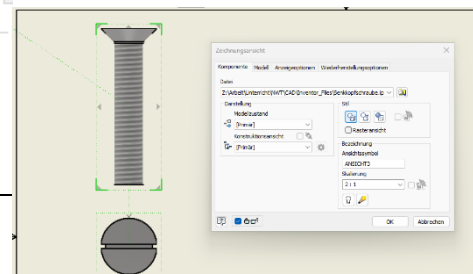 Zeichnungsansicht
Komponente Modell Anzeigeoptionen Wiederherstellungsoptionen
Datei
Z:\Arbeit\Unterricht\NWT\CAD\Inventor_Files\Senkkopfschraube.ip
Darstellung
Modellzustand
[Primär]
Konstruktionsansicht
[Primär]
Stil
Rasteransicht
Bezeichnung
Ansichtssymbol
ANSICHT3
Skalierung
2 : 1
OK Abbrechen